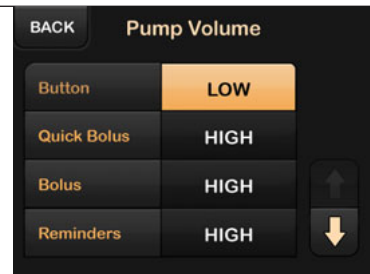 BACK Pump Volume
Button LOW
Quick Bolus HIGH
Bolus HIGH
Reminders HIGH